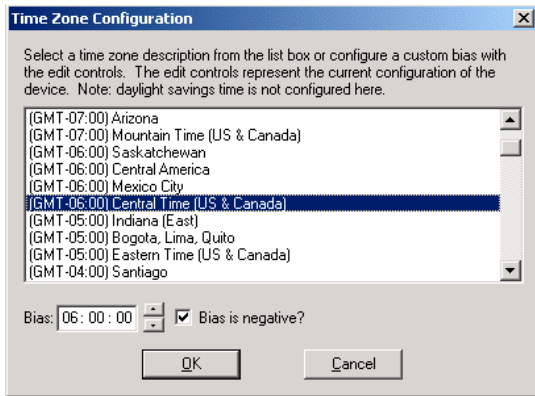 Time Zone Configuration
Select a time zone description from the list box or configure a custom bias with
the edit controls.  The edit controls represent the current configuration of the
device.  Note: daylight savings time is not configured here.
(GMT-07:00) Arizona
(GMT-07:00) Mountain Time (US & Canada)
(GMT-06:00) Saskatchewan
(GMT-06:00) Central America
(GMT-06:00) Mexico City
(GMT-06:00) Central Time (US & Canada)
(GMT-05:00) Indiana (East)
(GMT-05:00) Bogota, Lima, Quito
(GMT-05:00) Eastern Time (US & Canada)
(GMT-04:00) Santiago
Bias: 06: 00 : 00 Bias is negative?
OK Cancel